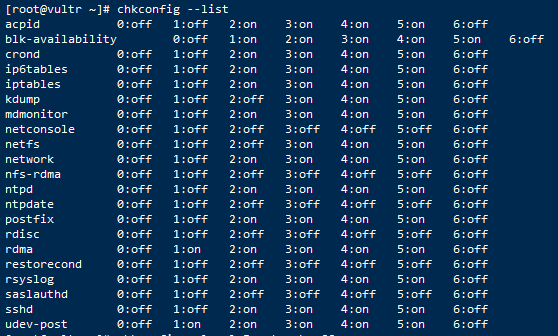 [root@vultr ~]# chkconfig --list
acpid 0:off 1:off 2:on 3:on 4:on 5:on 6:off
blk-availability 0:off 1:on 2:on 3:on 4:on 5:on 6:off
crond 0:off 1:off 2:on 3:on 4:on 5:on 6:off
ip6tables 0:off 1:off 2:on 3:on 4:on 5:on 6:off
iptables 0:off 1:off 2:on 3:on 4:on 5:on 6:off
kdump 0:off 1:off 2:off 3:on 4:on 5:on 6:off
mdmonitor 0:off 1:off 2:on 3:on 4:on 5:on 6:off
netconsole 0:off 1:off 2:off 3:off 4:off 5:off 6:off
netfs 0:off 1:off 2:off 3:on 4:on 5:on 6:off
network 0:off 1:off 2:on 3:on 4:on 5:on 6:off
nfs-rdma 0:off 1:off 2:off 3:off 4:off 5:off 6:off
ntpd 0:off 1:off 2:on 3:on 4:on 5:on 6:off
ntpdate 0:off 1:off 2:off 3:off 4:off 5:off 6:off
postfix 0:off 1:off 2:on 3:on 4:on 5:on 6:off
rdisc 0:off 1:off 2:off 3:off 4:off 5:off 6:off
rdma 0:off 1:on 2:on 3:on 4:on 5:on 6:off
restorecond 0:off 1:off 2:off 3:off 4:off 5:off 6:off
rsyslog 0:off 1:off 2:on 3:on 4:on 5:on 6:off
saslauthd 0:off 1:off 2:off 3:off 4:off 5:off 6:off
sshd 0:off 1:off 2:on 3:on 4:on 5:on 6:off
udev-post 0:off 1:on 2:on 3:on 4:on 5:on 6:off